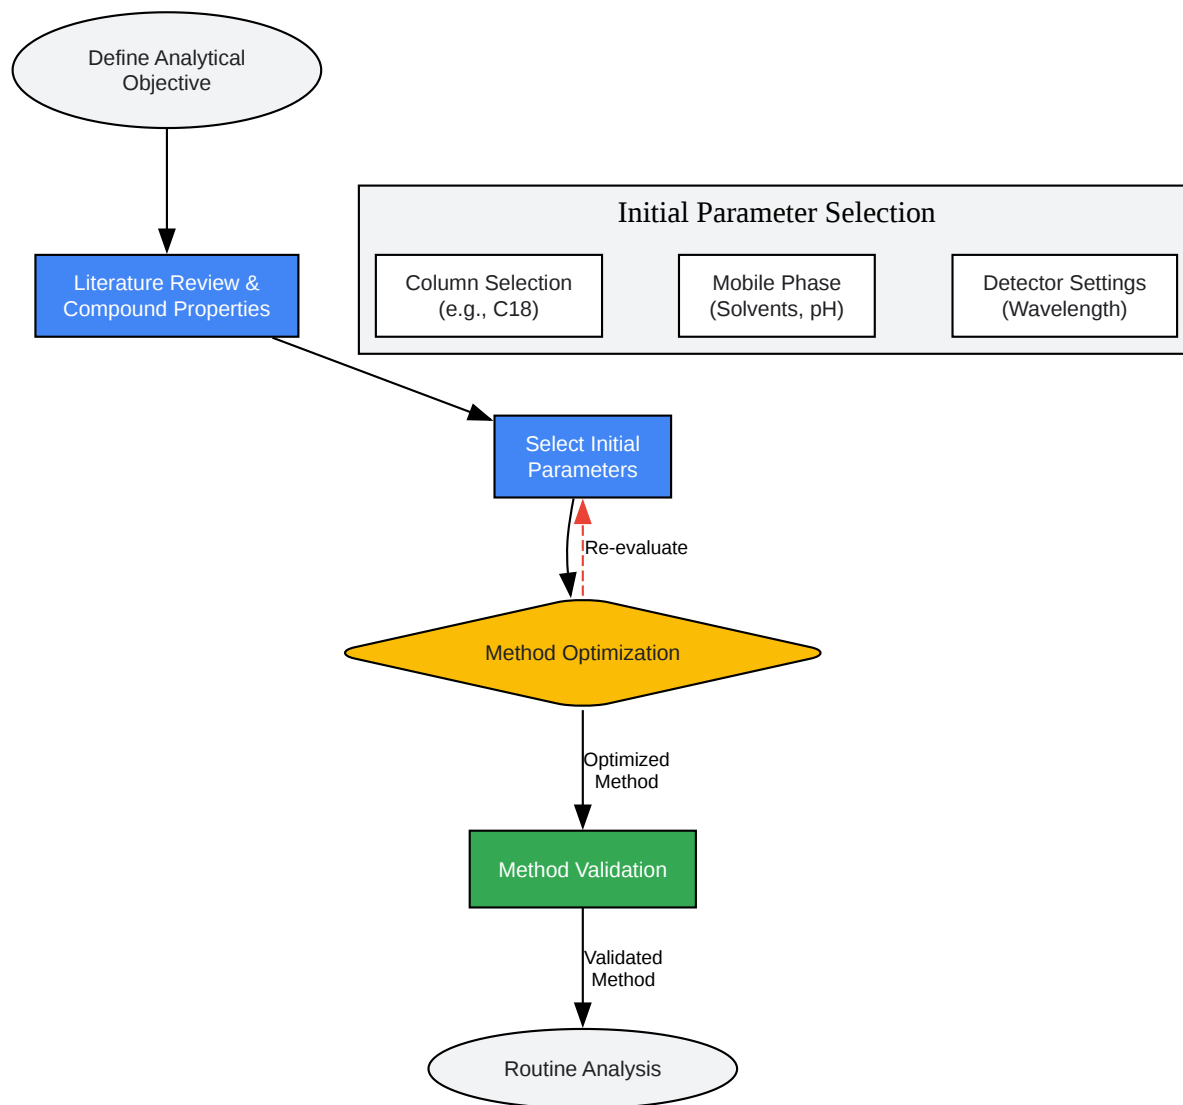 Define Analytical
Objective
Initial Parameter Selection
Literature Review &
Compound Properties
Column Selection
(e.g., C18)
Mobile Phase
(Solvents, pH)
Detector Settings
(Wavelength)
Select Initial
Parameters
Re-evaluate
Method Optimization
Optimized
Method
Method Validation
Validated
Method
Routine Analysis